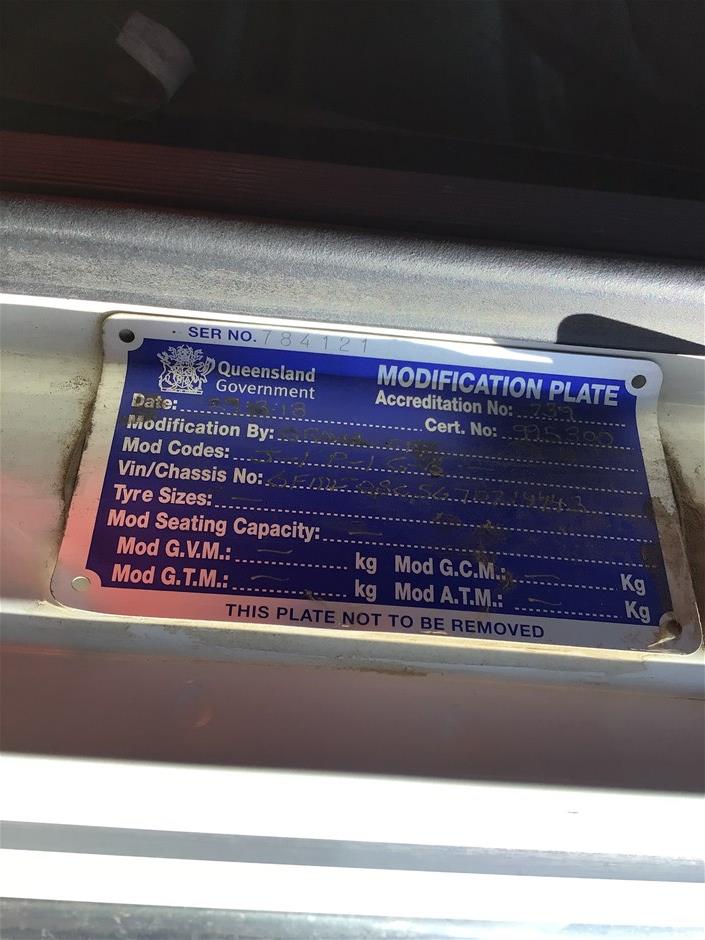 SER NO. 784121
Queensland
Government
MODIFICATION PLATE
Accreditation No: 739
Date:
Cert. No: 995300
Modification By:
Mod Codes:
Vin/Chassis No:
Tyre Sizes: –
Mod Seating Capacity: –
Mod G.V.M.: – kg Mod G.C.M.: – Kg
Mod G.T.M.: – kg Mod A.T.M.: – Kg
THIS PLATE NOT TO BE REMOVED